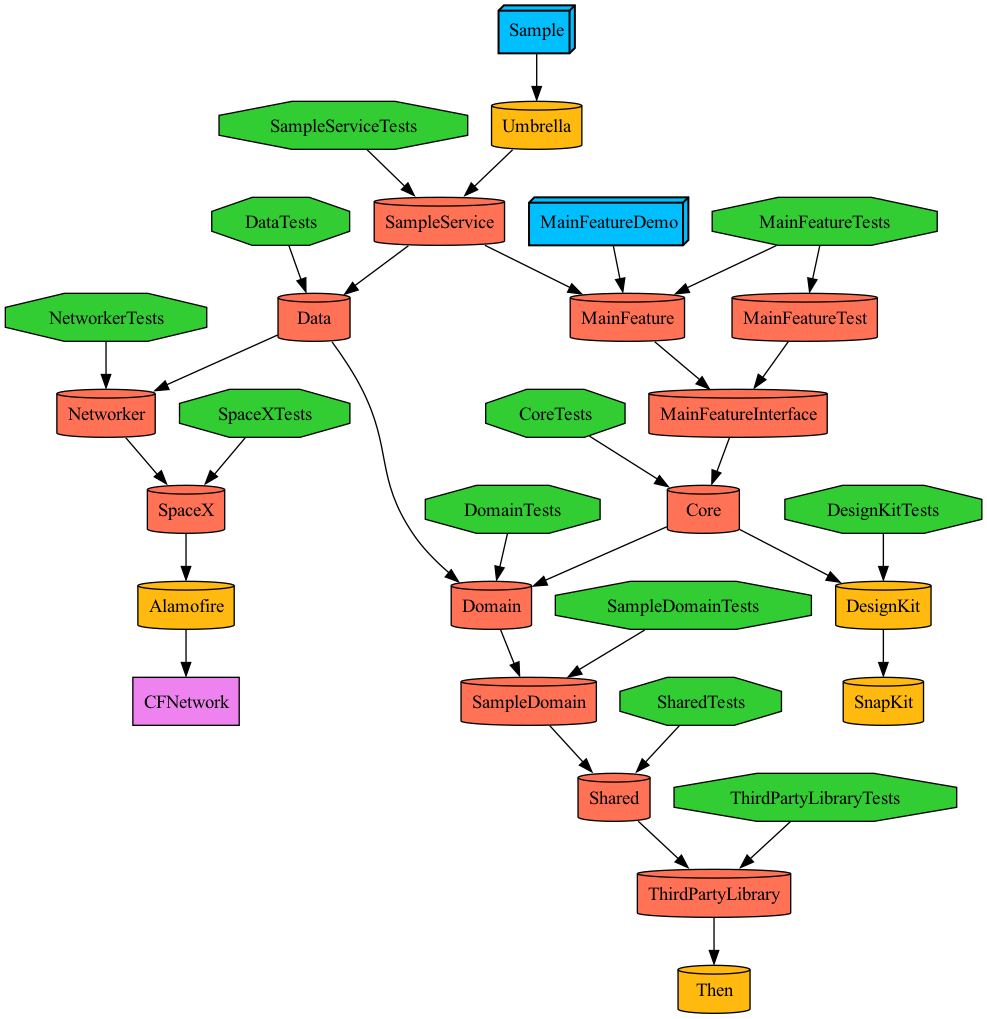 Sample
Umbrella
SampleServiceTests
SampleService
DataTests
MainFeatureDemo
MainFeatureTests
Data
MainFeature
MainFeatureTest
NetworkerTests
Networker
SpaceXTests
CoreTests
MainFeatureInterface
SpaceX
DomainTests
Core
DesignKitTests
Alamofire
Domain
SampleDomainTests
DesignKit
CFNetwork
SampleDomain
SharedTests
SnapKit
Shared
ThirdPartyLibraryTests
ThirdPartyLibrary
Then